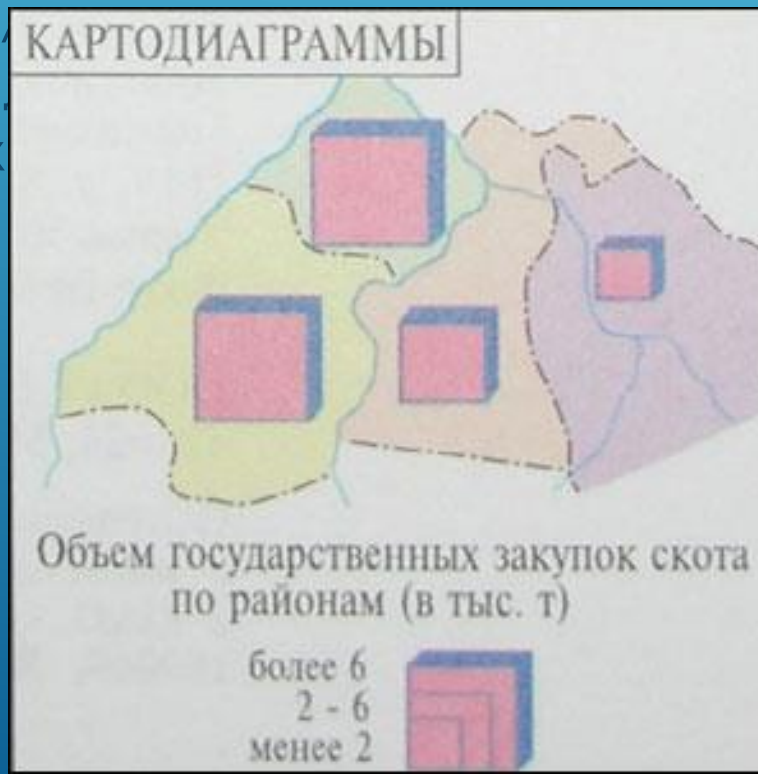 КАРТОДИАГРАММЫ
Объем государственных закупок скота
по районам (в тыс. т)
более 6
2 - 6
менее 2